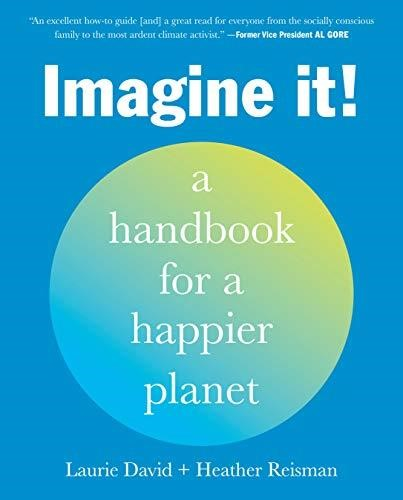 “An excellent how-to guide [and] a great read for everyone from the socially conscious
family to the most ardent climate activist.” —Former Vice President AL GORE
Imagine it!
a
handbook
for a
happier
planet
Laurie David + Heather Reisman